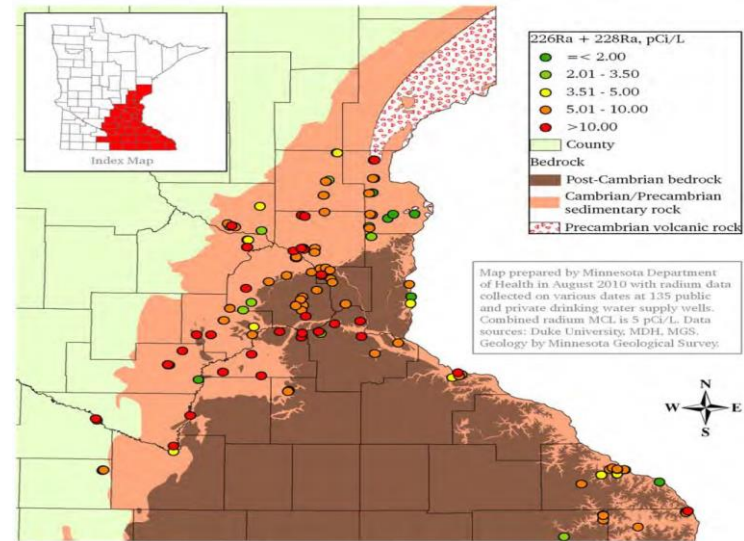 Index Map
226Ra + 228Ra, pCi/L
=< 2.00
2.01 - 3.50
3.51 - 5.00
5.01 - 10.00
>10.00
County
Bedrock
Post-Cambrian bedrock
Cambrian/Precambrian
sedimentary rock
Precambrian volcanic rock
Map prepared by Minnesota Department
of Health in August 2010 with radium data
collected on various dates at 135 public
and private drinking water supply wells.
Combined radium MCL is 5 pCi/L. Data
sources: Duke University, MDH, MGS.
Geology by Minnesota Geological Survey.
N
W E
S